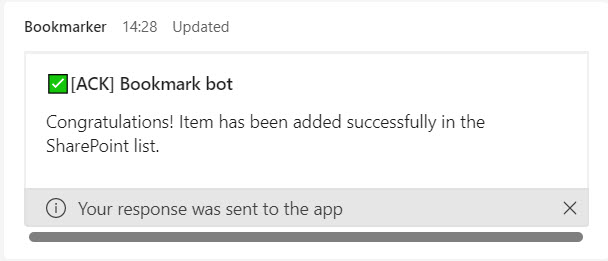 Bookmarker 14:28 Updated
✅[ACK] Bookmark bot
Congratulations! Item has been added successfully in the
SharePoint list.
Your response was sent to the app